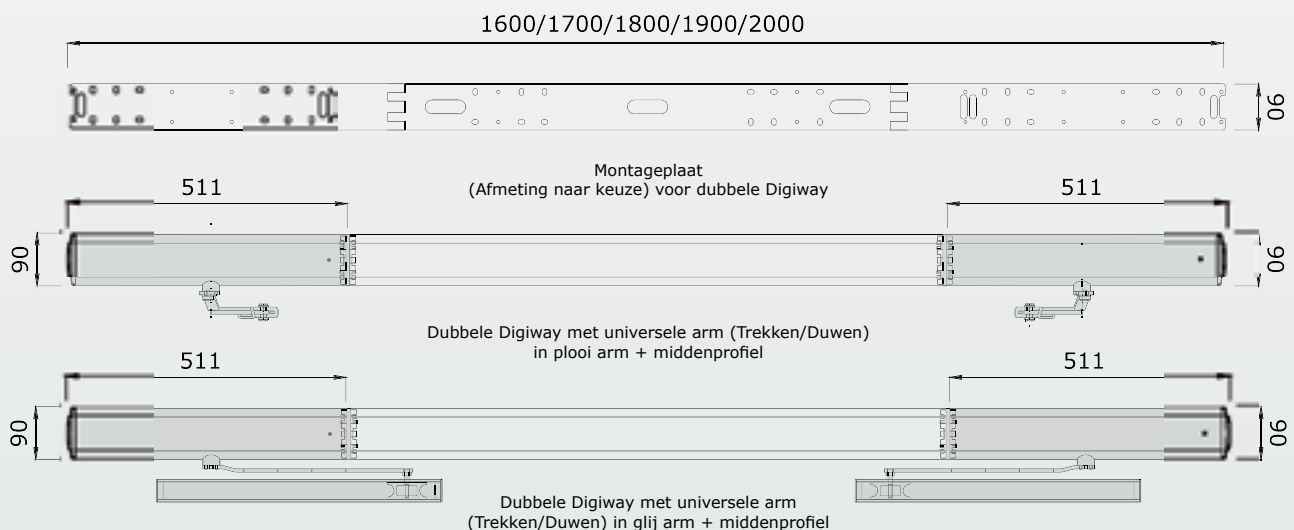 1600/1700/1800/1900/2000
90
Montageplaat
(Afmeting naar keuze) voor dubbele Digiway
511
511
90
90
Dubbele Digiway met universele arm (Trekken/Duwen)
in plooi arm + middenprofiel
511
511
90
90
Dubbele Digiway met universele arm
(Trekken/Duwen) in glij arm + middenprofiel